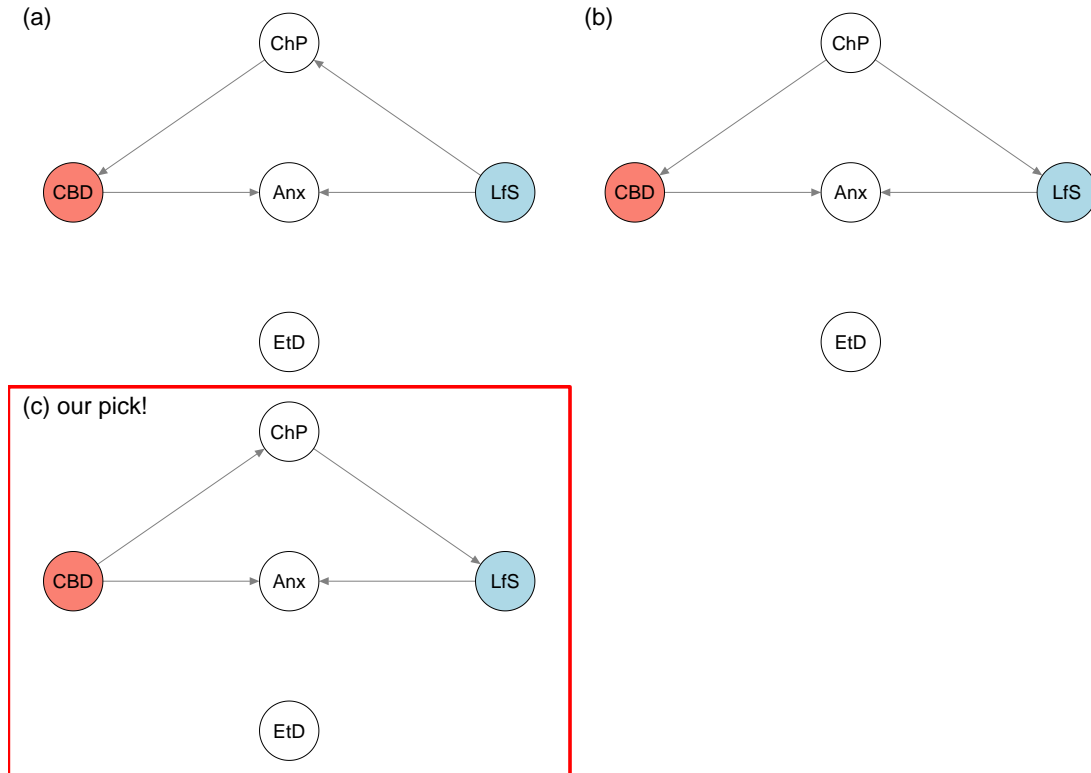 (a)
ChP
CBD
Anx
LfS
EtD
(b)
ChP
CBD
Anx
LfS
EtD
(c) our pick!
ChP
CBD
Anx
LfS
EtD